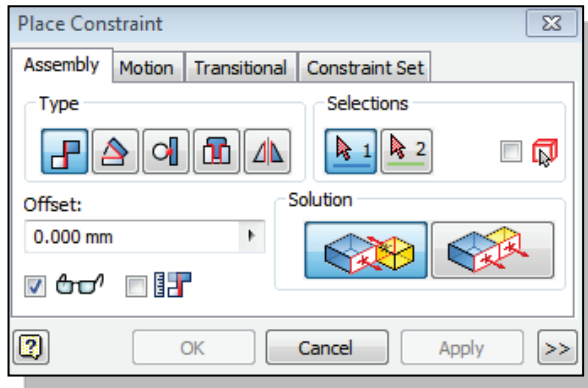 Place Constraint
Assembly Motion Transitional Constraint Set
Type Selections
1 2
Offset: Solution
0.000 mm
OK Cancel Apply >>